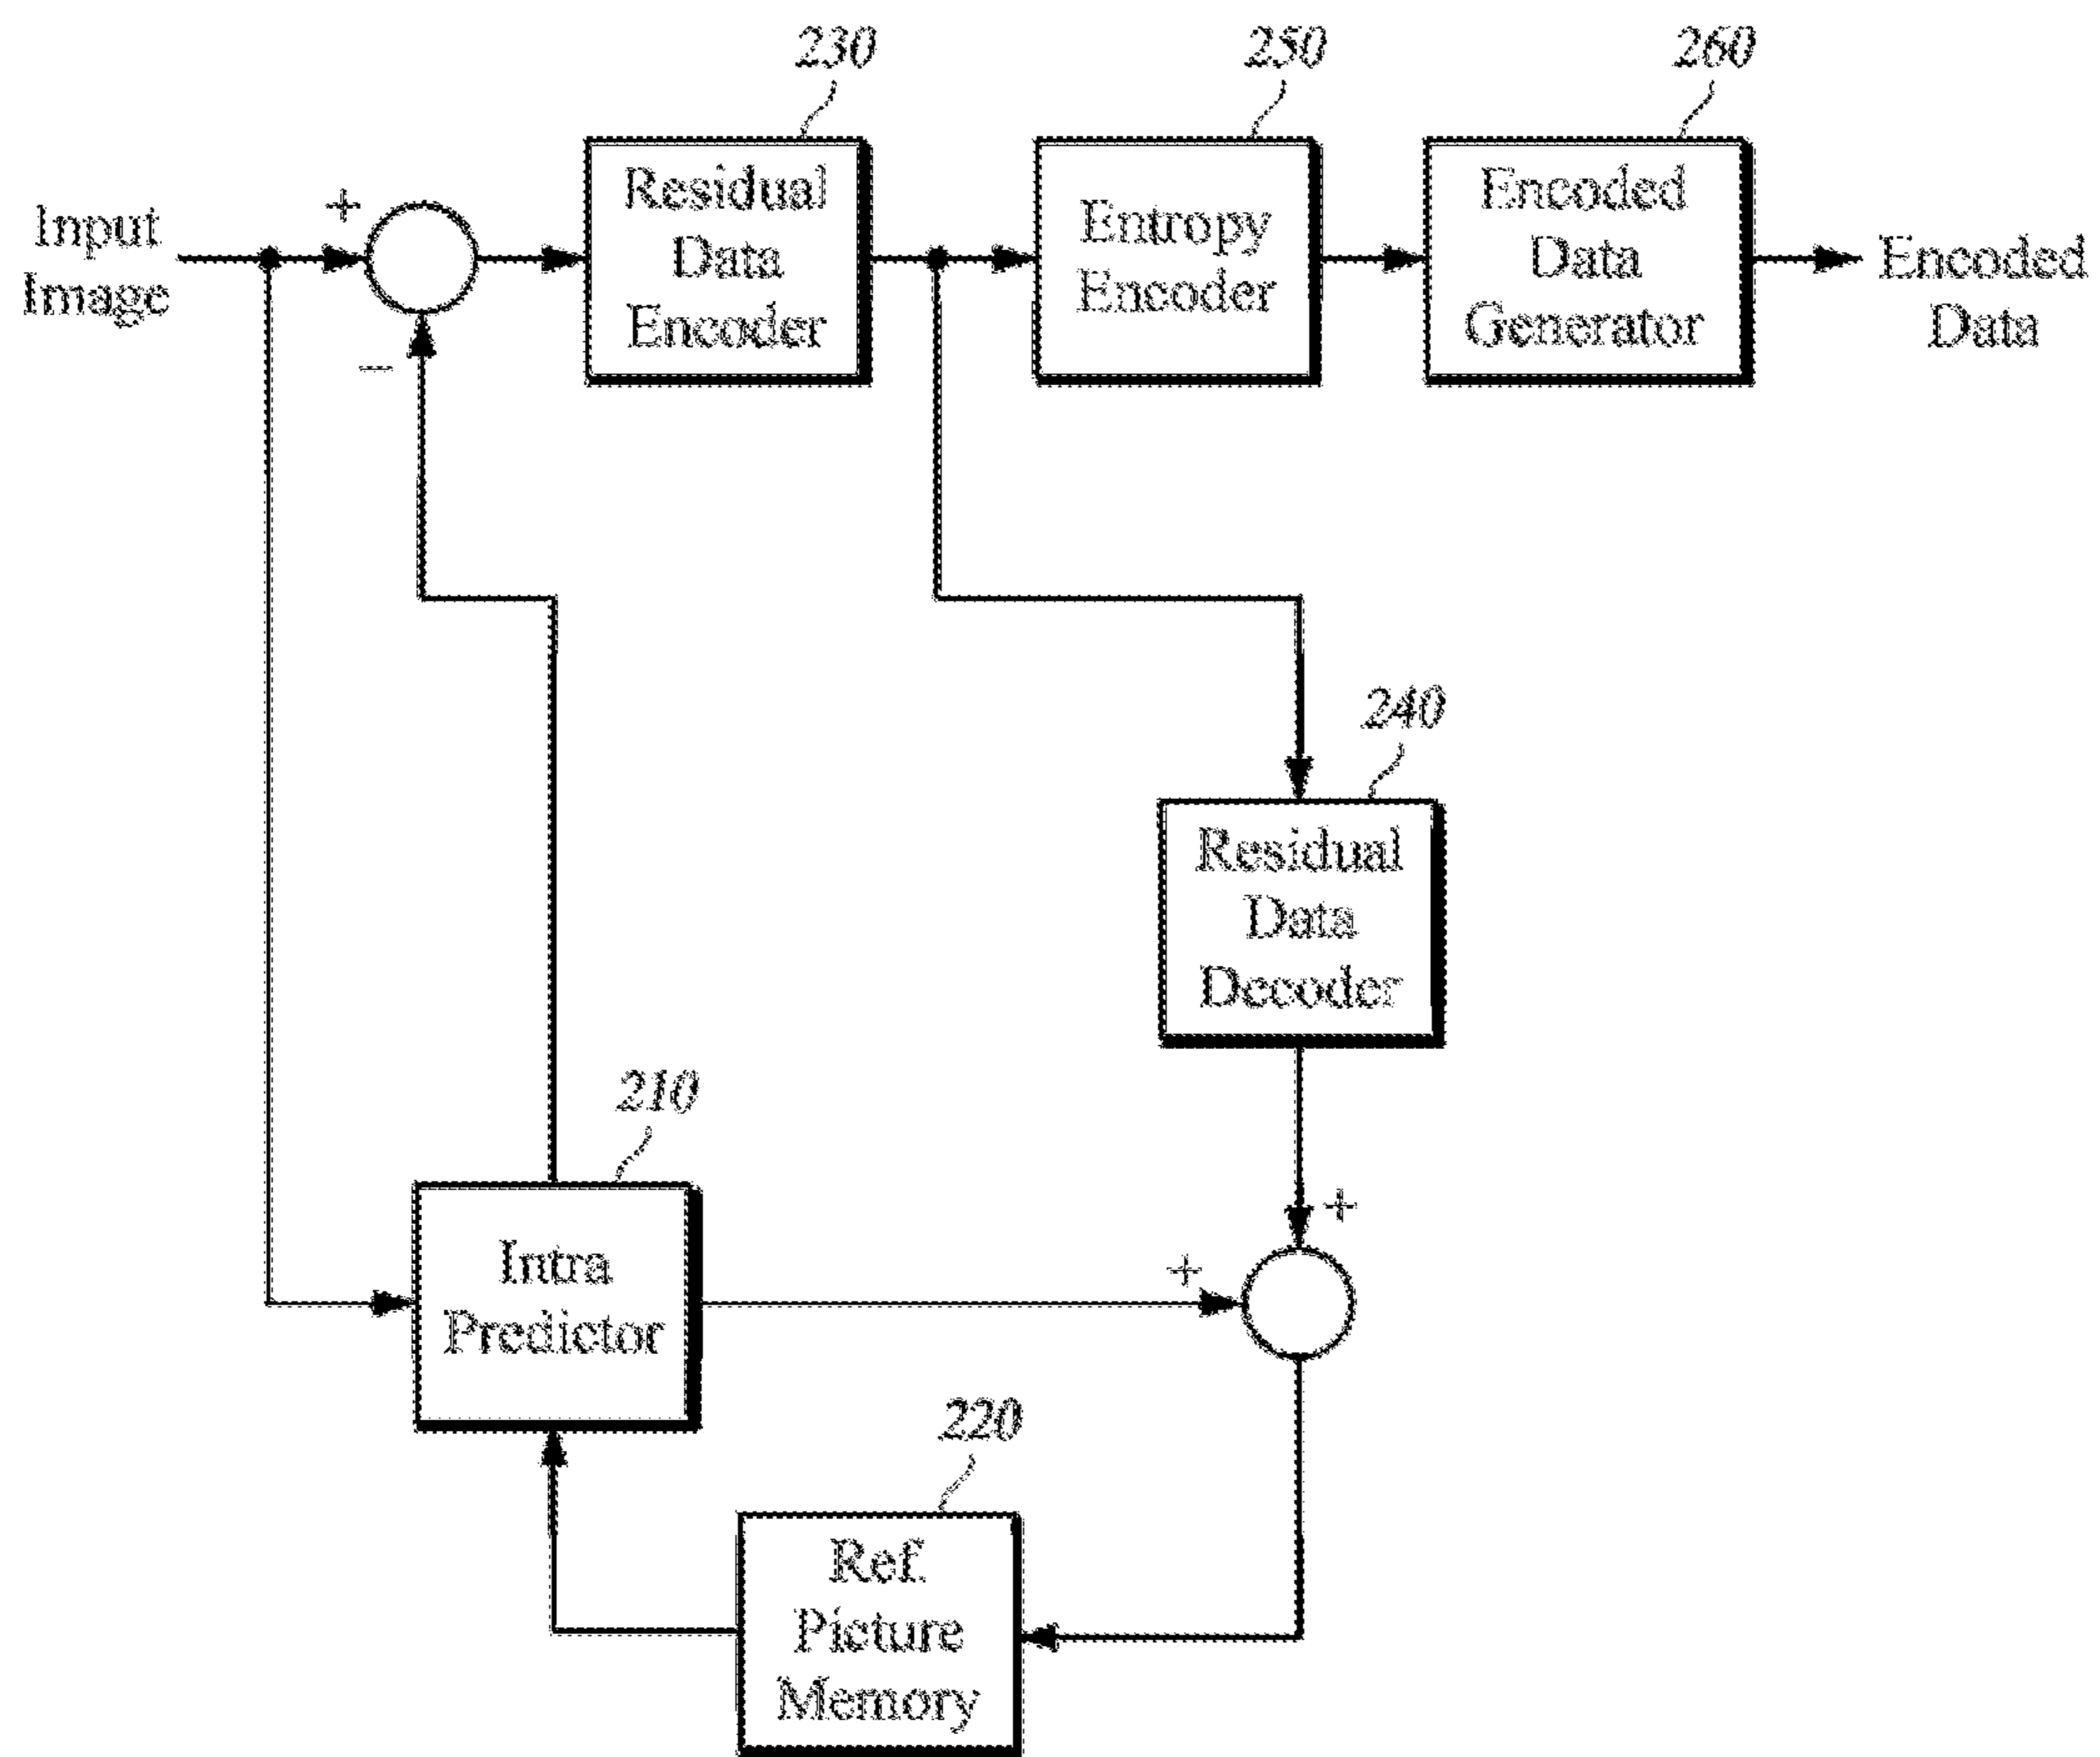 230
250
260
Input
Image
+
−
Residual
Data
Encoder
Entropy
Encoder
Encoded
Data
Generator
Encoded
Data
240
Residual
Data
Decoder
210
Intra
Predictor
+
+
220
Ref.
Picture
Memory